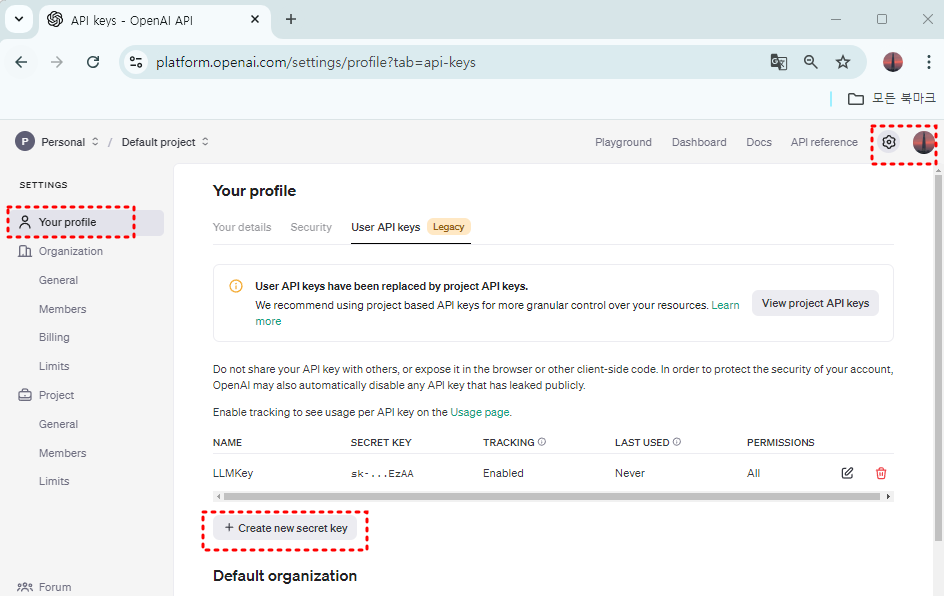 API keys - OpenAI API
platform.openai.com/settings/profile?tab=api-keys
모든 북마크
P Personal / Default project
Playground Dashboard Docs API reference
SETTINGS
Your profile
Organization
General
Members
Billing
Limits
Project
General
Members
Limits
Forum
Your profile
Your details Security User API keys Legacy
User API keys have been replaced by project API keys.
We recommend using project based API keys for more granular control over your resources. Learn
more
View project API keys
Do not share your API key with others, or expose it in the browser or other client-side code. In order to protect the security of your account,
OpenAI may also automatically disable any API key that has leaked publicly.
Enable tracking to see usage per API key on the Usage page.
NAME SECRET KEY TRACKING LAST USED PERMISSIONS
LLMKey sk-...EzAA Enabled Never All
+ Create new secret key
Default organization